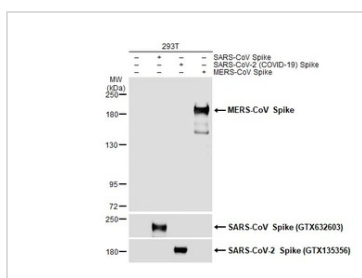 293T
– + – – SARS-CoV Spike
– – + – SARS-CoV-2 (COVID-19) Spike
– – – + MERS-CoV Spike
MW
(kDa)
250
180
MERS-CoV Spike
130
95
72
250
SARS-CoV Spike (GTX632603)
180
SARS-CoV-2 Spike (GTX135356)